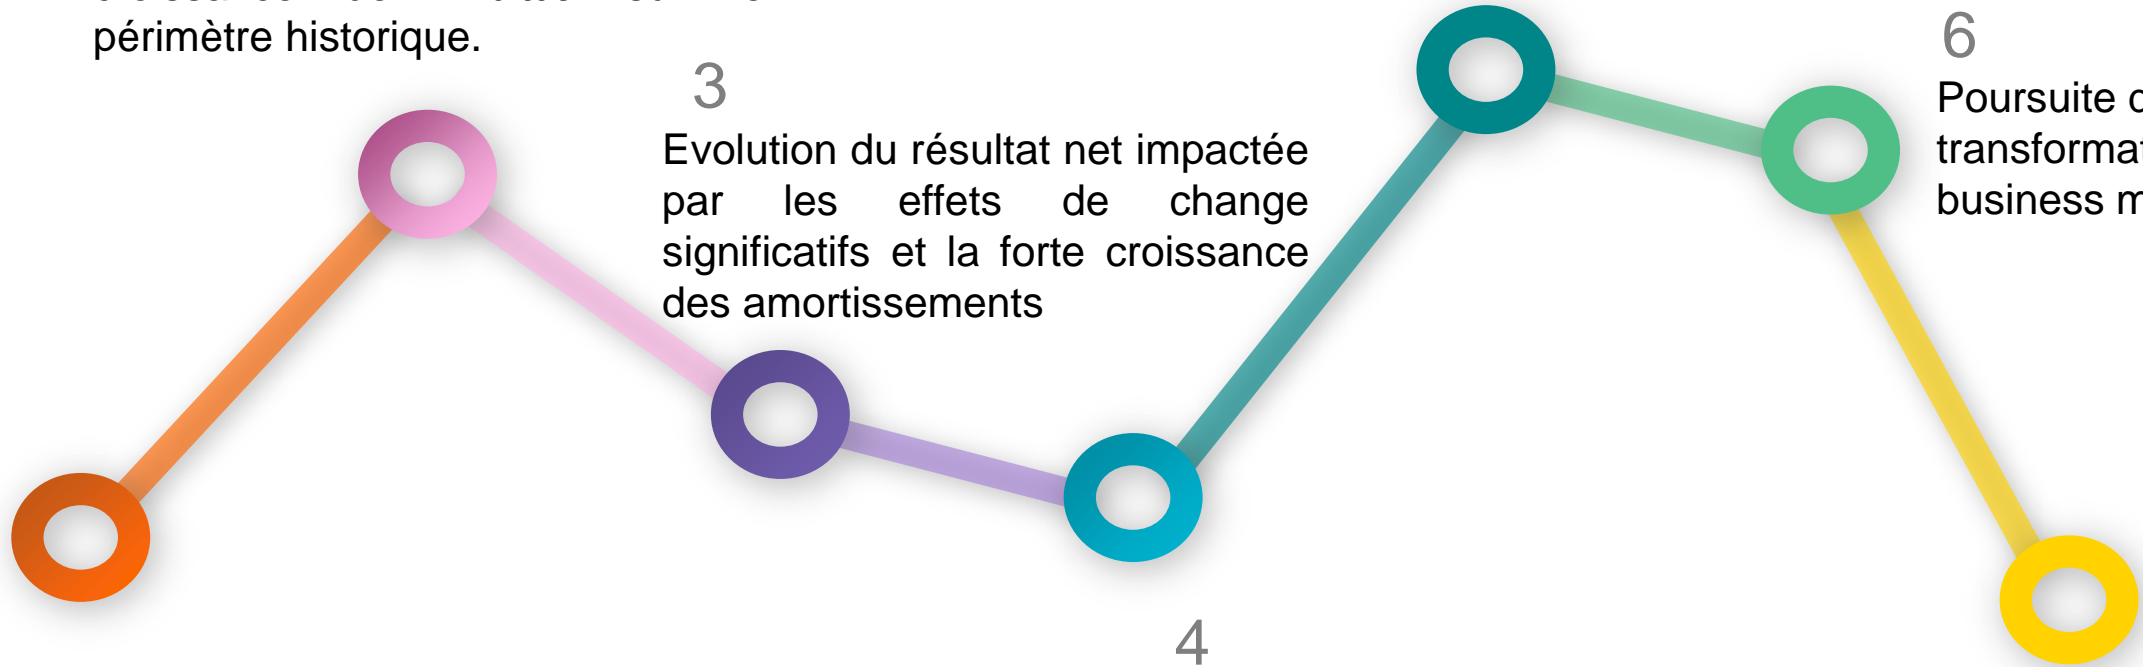 périmètre historique.
3
Evolution du résultat net impactée
par les effets de change
significatifs et la forte croissance
des amortissements
4
6
Poursuite
business